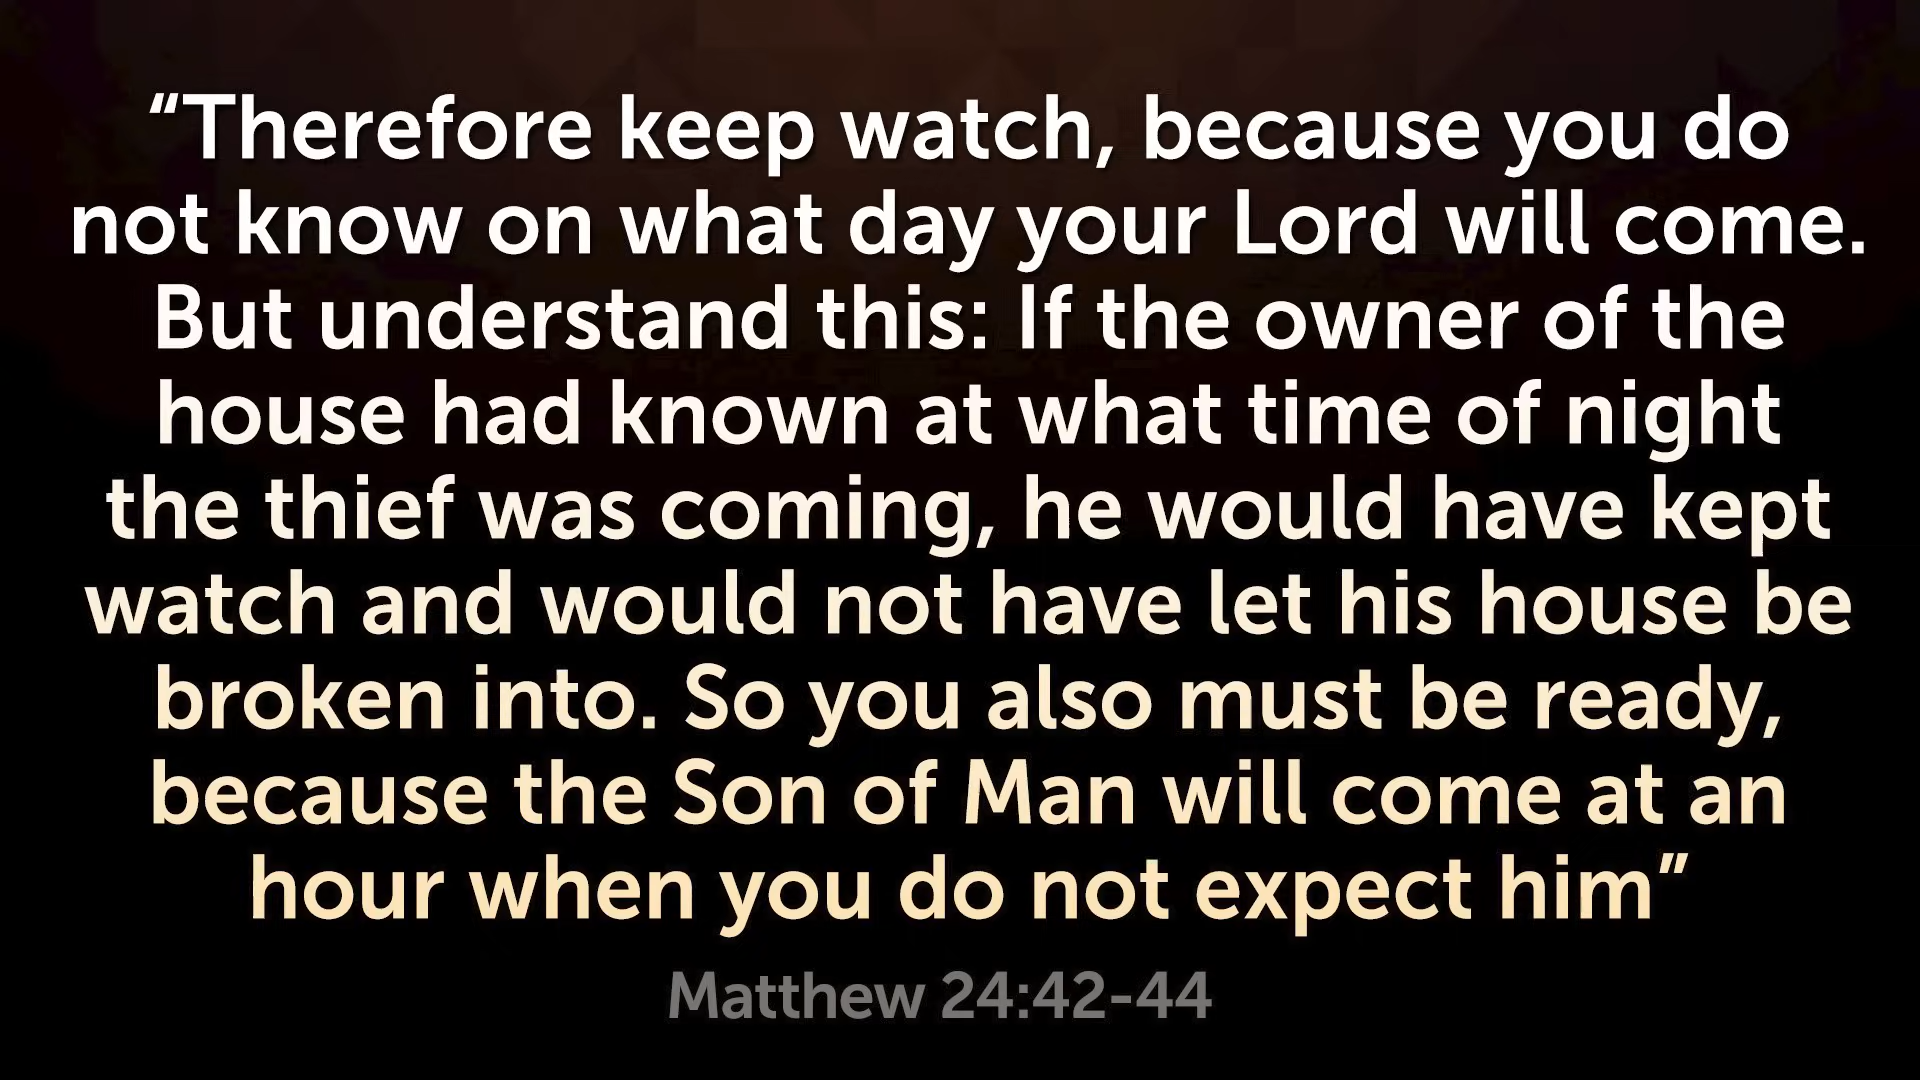 “Therefore keep watch, because you do
not know on what day your Lord will come.
But understand this: If the owner of the
house had known at what time of night
the thief was coming, he would have kept
watch and would not have let his house be
broken into. So you also must be ready,
because the Son of Man will come at an
hour when you do not expect him”
Matthew 24:42-44